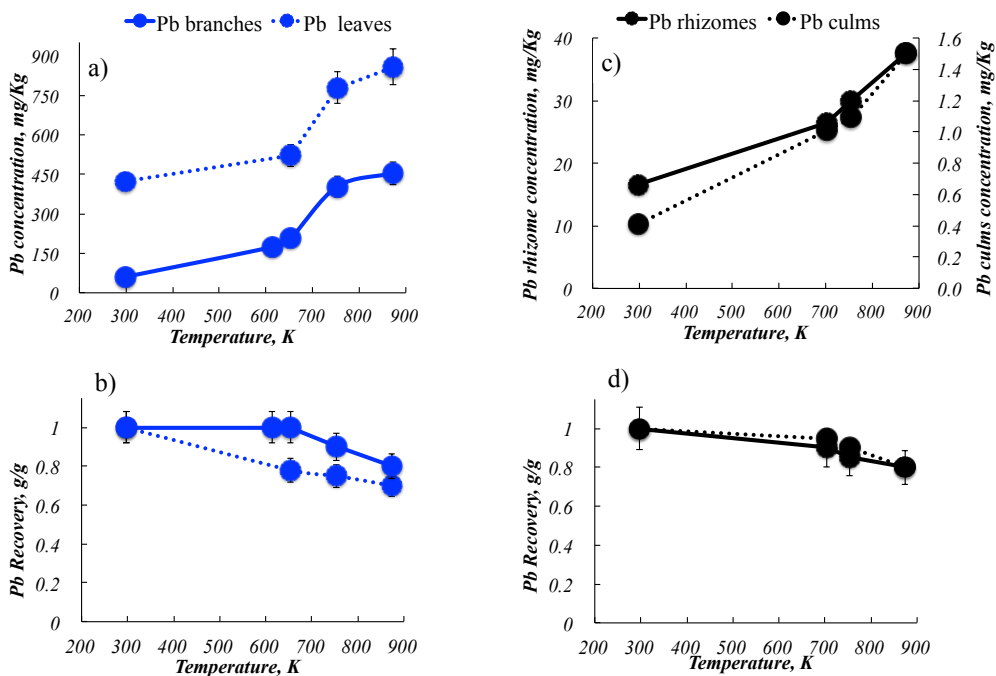 Pb branches Pb leaves
a)
Pb concentration, mg/Kg
900
750
600
450
300
150
0
200 300 400 500 600 700 800 900
Temperature, K
Pb rhizomes Pb culms
c)
Pb rhizome concentration, mg/Kg
40
30
20
10
0
Pb culms concentration, mg/Kg
1.6
1.4
1.2
1.0
0.8
0.6
0.4
0.2
0.0
200 300 400 500 600 700 800 900
Temperature, K
b)
Pb Recovery, g/g
1
0.8
0.6
0.4
0.2
0
200 300 400 500 600 700 800 900
Temperature, K
d)
Pb Recovery, g/g
1
0.8
0.6
0.4
0.2
0
200 300 400 500 600 700 800 900
Temperature, K